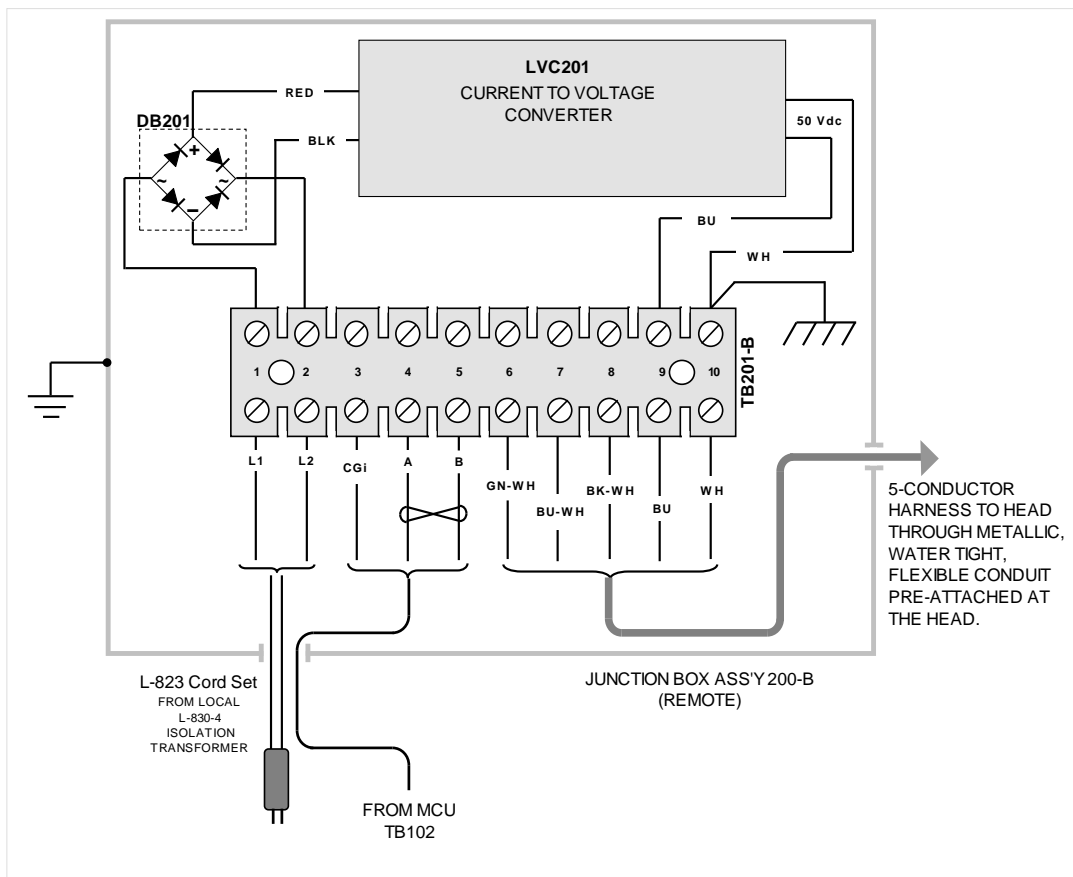 LVC201
CURRENT TO VOLTAGE
CONVERTER
RED
BLK
50 Vdc
DB201
+
~ ~
−
BU
WH
1 2 3 4 5 6 7 8 9 10
TB201-B
L1 L2 CGi A B GN-WH BU-WH BK-WH BU WH
5-CONDUCTOR
HARNESS TO HEAD
THROUGH METALLIC,
WATER TIGHT,
FLEXIBLE CONDUIT
PRE-ATTACHED AT
THE HEAD.
L-823 Cord Set
FROM LOCAL
L-830-4
ISOLATION
TRANSFORMER
JUNCTION BOX ASS'Y 200-B
(REMOTE)
FROM MCU
TB102